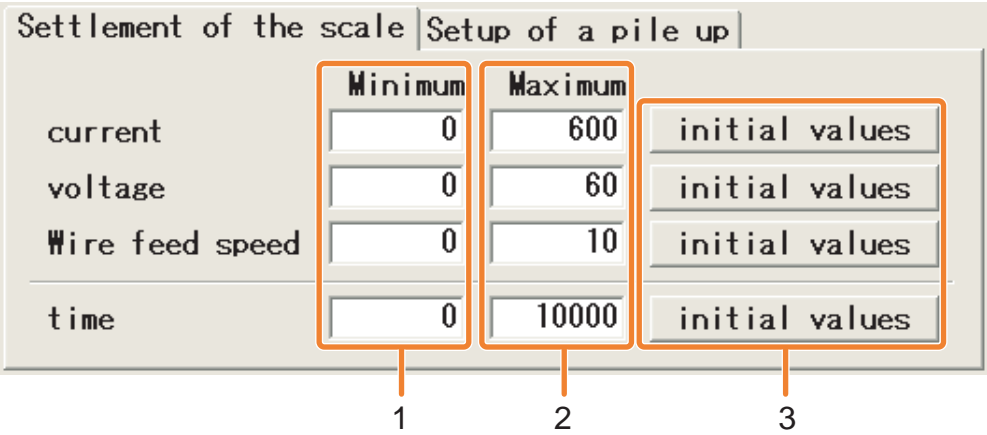 Settlement of the scale Setup of a pile up
Minimum Maximum
current 0 600 initial values
voltage 0 60 initial values
Wire feed speed 0 10 initial values
time 0 10000 initial values
1 2 3